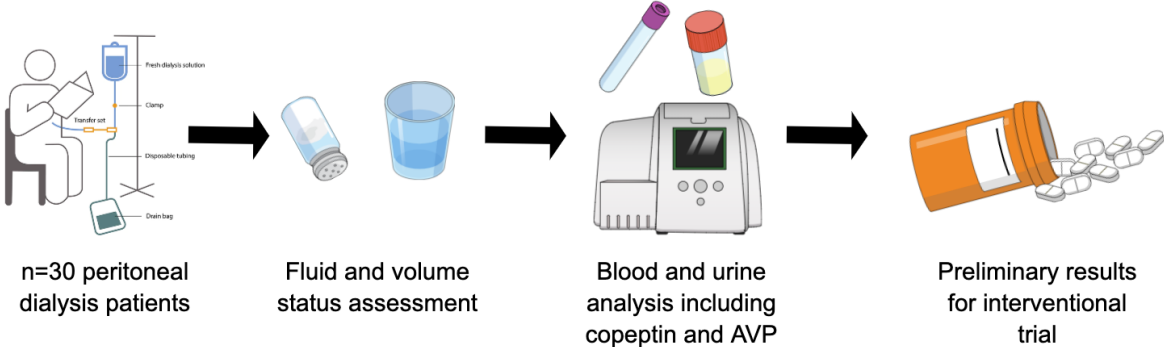 Fresh dialysis solution
Clamp
Transfer set
Disposable tubing
Drain bag
n=30 peritoneal
dialysis patients
Fluid and volume
status assessment
Blood and urine
analysis including
copeptin and AVP
Preliminary results
for interventional
trial